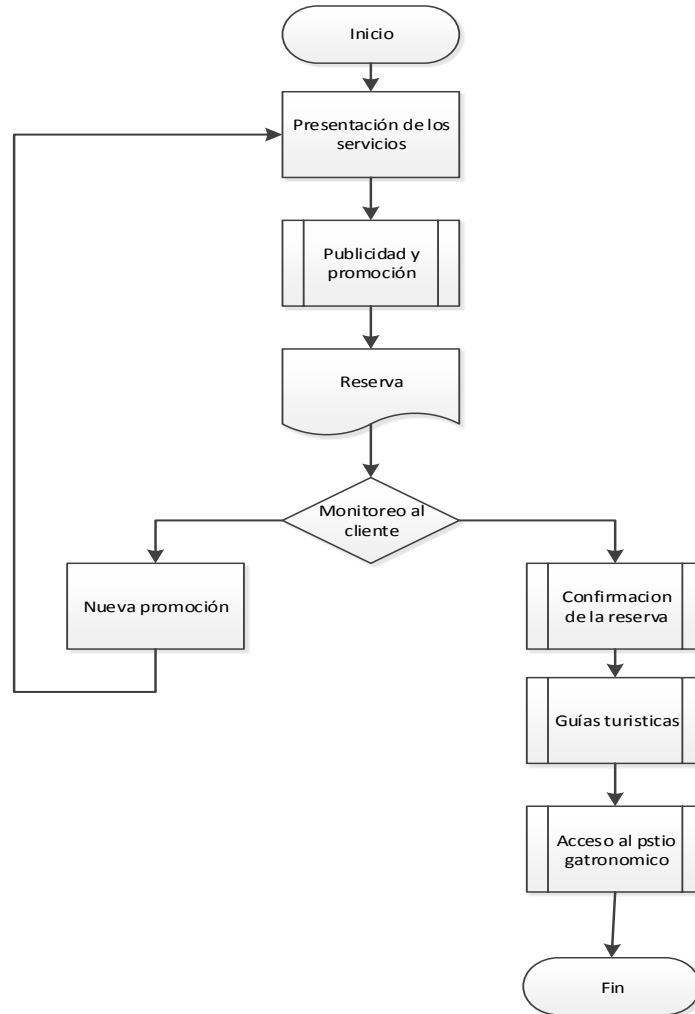 Inicio
Presentación de los
servicios
Publicidad y
promoción
Reserva
Monitoreo al
cliente
Nueva promoción
Confirmacion
de la reserva
Guías turisticas
Acceso al pstio
gatronomico
Fin